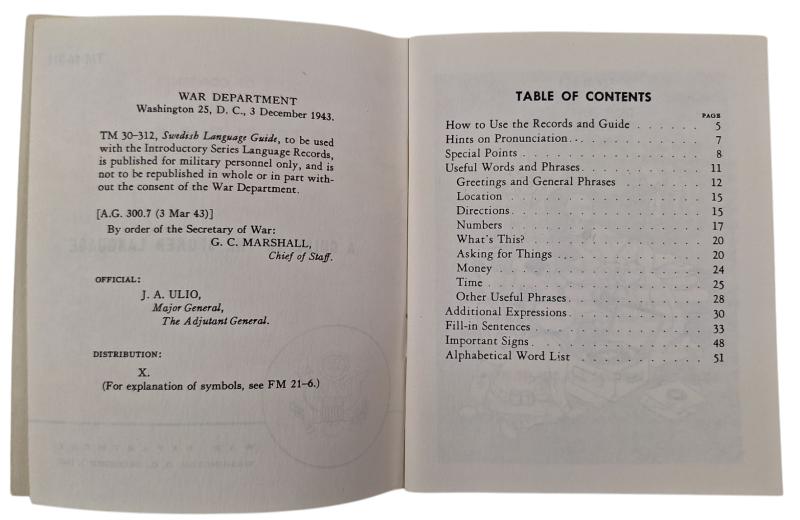 WAR DEPARTMENT
Washington 25, D. C., 3 December 1943.
TM 30–312, Swedish Language Guide, to be used
with the Introductory Series Language Records,
is published for military personnel only, and is
not to be republished in whole or in part with-
out the consent of the War Department.
[A.G. 300.7 (3 Mar 43)]
By order of the Secretary of War:
G. C. MARSHALL,
Chief of Staff.
OFFICIAL:
J. A. ULIO,
Major General,
The Adjutant General.
DISTRIBUTION:
X.
(For explanation of symbols, see FM 21–6.)
TABLE OF CONTENTS
PAGE
How to Use the Records and Guide . . . . . . 5
Hints on Pronunciation . . . . . . . . . . . 7
Special Points . . . . . . . . . . . . . . 8
Useful Words and Phrases . . . . . . . . . . 11
Greetings and General Phrases . . . . . . . 12
Location . . . . . . . . . . . . . . . 15
Directions . . . . . . . . . . . . . . 15
Numbers . . . . . . . . . . . . . . . 17
What's This? . . . . . . . . . . . . . 20
Asking for Things . . . . . . . . . . . 20
Money . . . . . . . . . . . . . . . 24
Time . . . . . . . . . . . . . . . . 25
Other Useful Phrases . . . . . . . . . . 28
Additional Expressions . . . . . . . . . . . 30
Fill-in Sentences . . . . . . . . . . . . . 33
Important Signs . . . . . . . . . . . . . 48
Alphabetical Word List . . . . . . . . . . 51